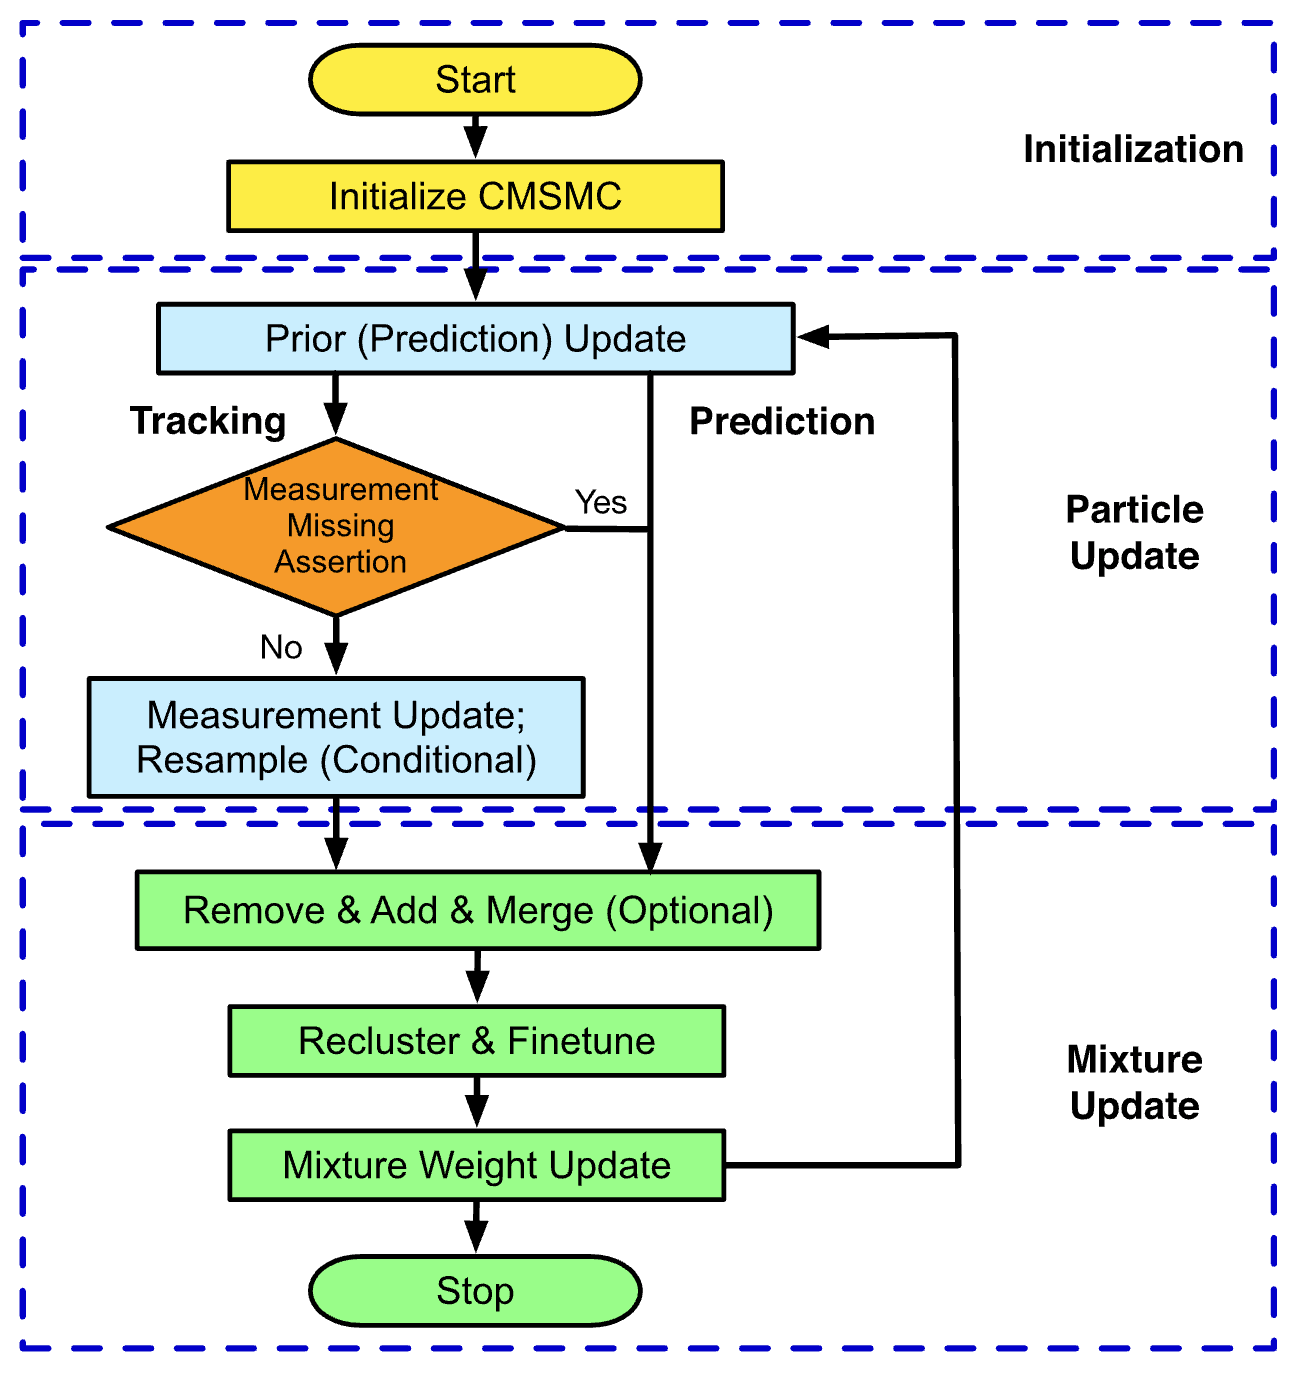 Start
Initialization
Initialize CMSMC
Prior (Prediction) Update
Tracking
Prediction
Measurement
Missing
Assertion
Yes
Particle
Update
No
Measurement Update;
Resample (Conditional)
Remove & Add & Merge (Optional)
Recluster & Finetune
Mixture
Update
Mixture Weight Update
Stop